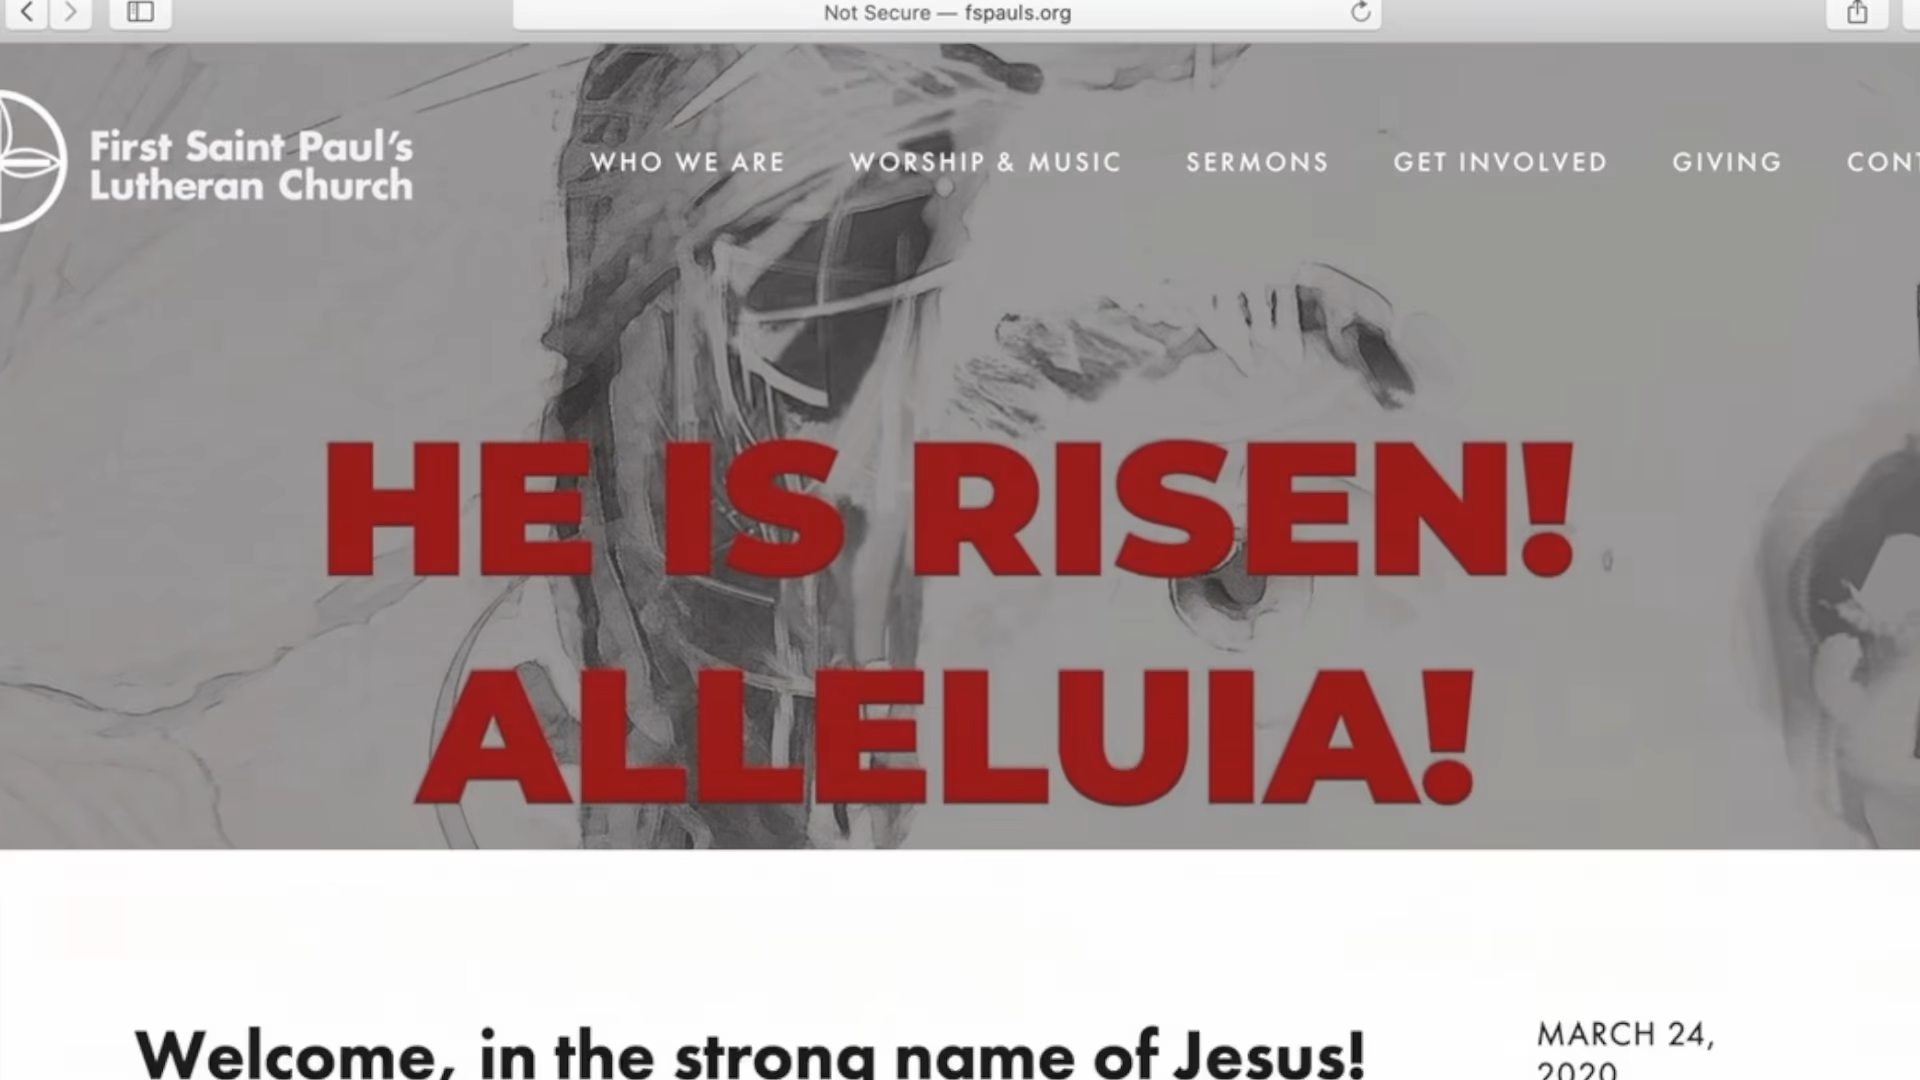 Not Secure — fspauls.org
First Saint Paul's
Lutheran Church
WHO WE ARE
WORSHIP & MUSIC
SERMONS
GET INVOLVED
GIVING
CONT
HE IS RISEN!
ALLELUIA!
Welcome, in the strong name of Jesus!
MARCH 24,
2020